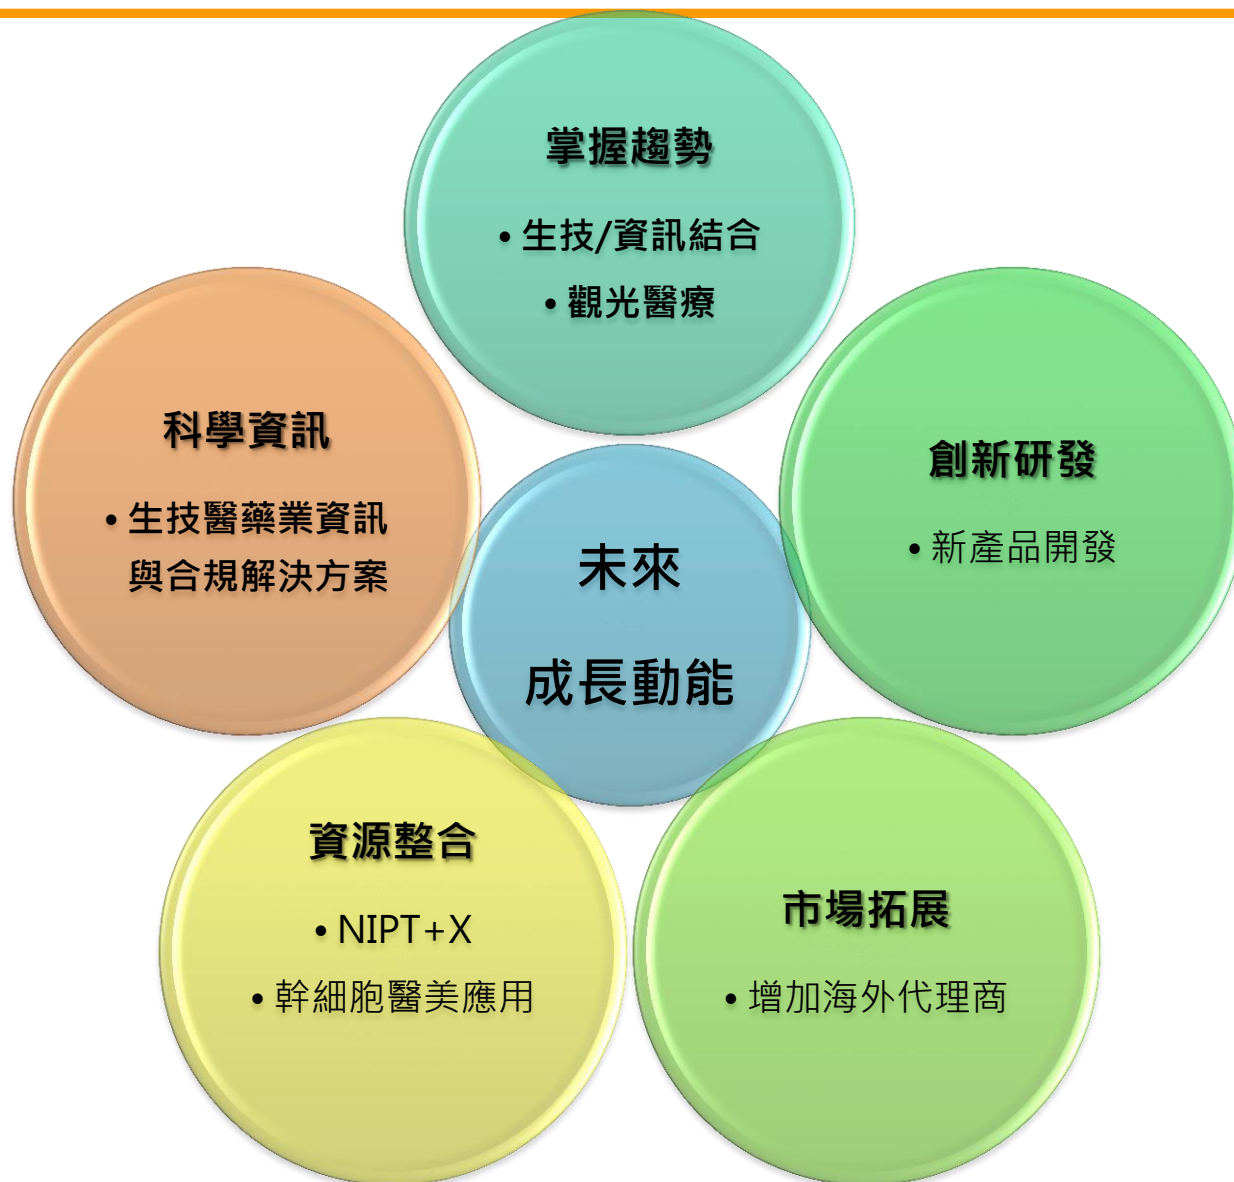 掌握趨勢
• 生技/資訊結合
• 觀光醫療
科學資訊
• 生技醫藥業資訊
與合規解決方案
創新研發
• 新產品開發
未來
成長動能
資源整合
• NIPT+X
• 幹細胞醫美應用
市場拓展
• 增加海外代理商